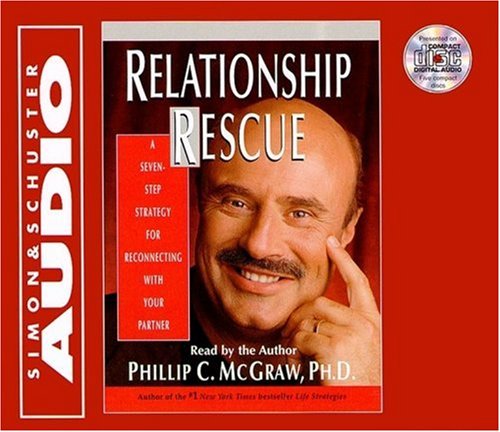 SIMON & SCHUSTER
AUDIO
RELATIONSHIP
RESCUE
A
SEVEN-
STEP
STRATEGY
FOR
RECONNECTING
WITH
YOUR
PARTNER
Read by the Author
PHILLIP C. MCGRAW, PH.D.
Author of the #1 New York Times bestseller Life Strategies
Presented on
COMPACT
disc
DIGITAL AUDIO
Five compact
discs